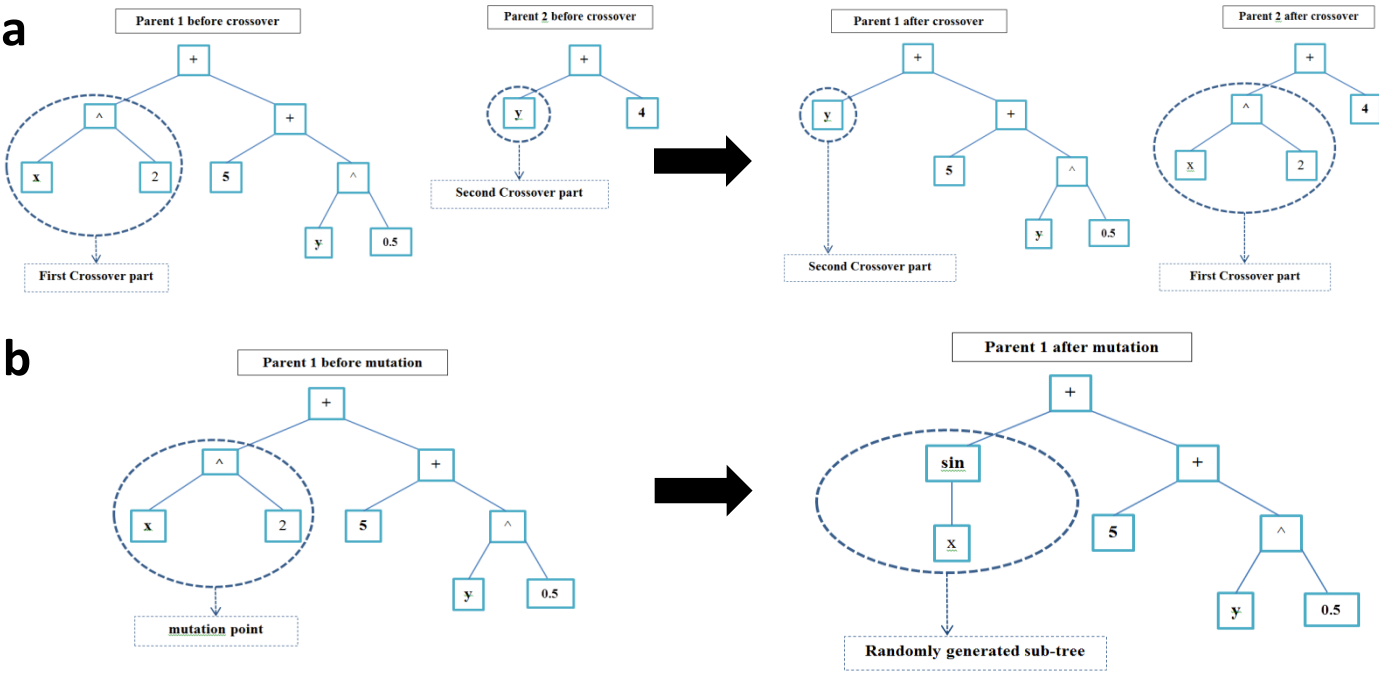 a
Parent 1 before crossover
Parent 2 before crossover
+
^
+
x
2
5
^
y
0.5
First Crossover part
+
y
4
Second Crossover part
Parent 1 after crossover
Parent 2 after crossover
+
y
+
5
^
y
0.5
Second Crossover part
+
^
4
x
2
First Crossover part
b
Parent 1 before mutation
+
^
+
x
2
5
^
y
0.5
mutation point
Parent 1 after mutation
+
sin
+
x
5
^
y
0.5
Randomly generated sub-tree